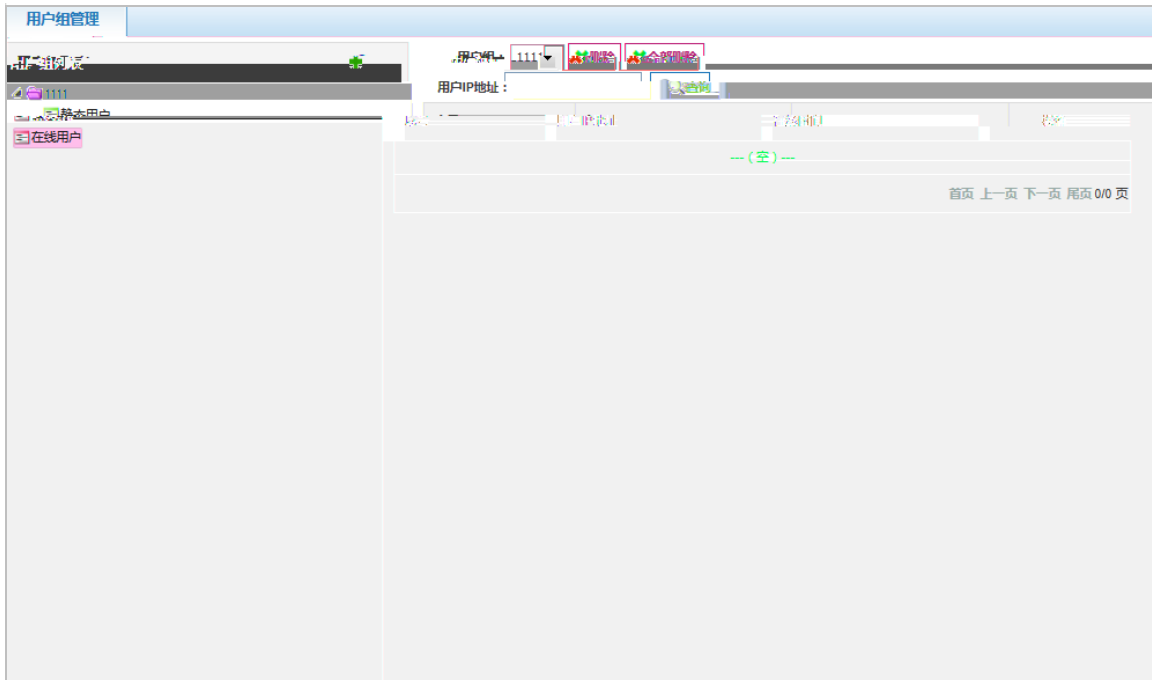 用户组管理
用户组列表
1111
静态用户
在线用户
用户组： 1111 删除 全部删除
用户IP地址： 查询
---（空）---
首页 上一页 下一页 尾页 0/0 页